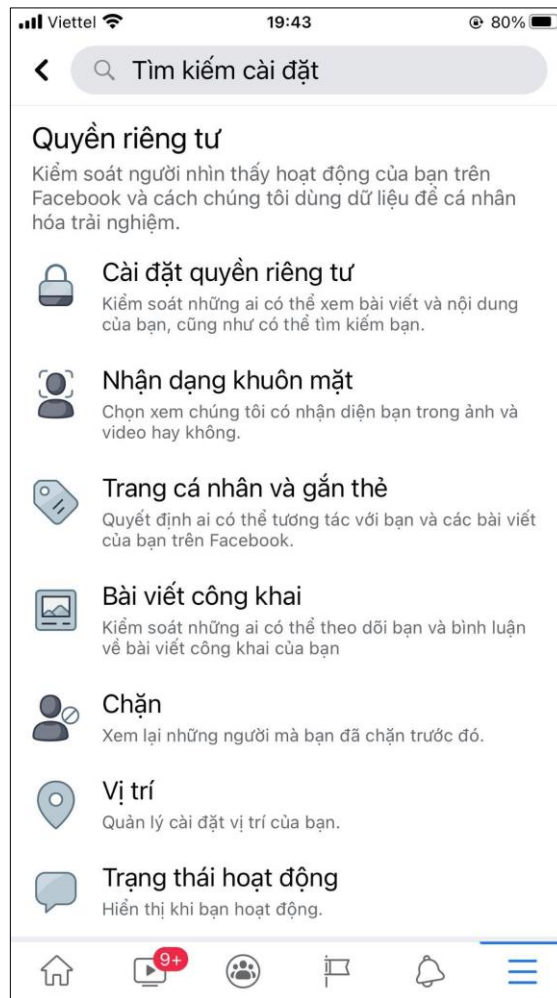 Viettel 19:43 80%
Tìm kiếm cài đặt
Quyền riêng tư
Kiểm soát người nhìn thấy hoạt động của bạn trên
Facebook và cách chúng tôi dùng dữ liệu để cá nhân
hóa trải nghiệm.
Cài đặt quyền riêng tư
Kiểm soát những ai có thể xem bài viết và nội dung
của bạn, cũng như có thể tìm kiếm bạn.
Nhận dạng khuôn mặt
Chọn xem chúng tôi có nhận diện bạn trong ảnh và
video hay không.
Trang cá nhân và gắn thẻ
Quyết định ai có thể tương tác với bạn và các bài viết
của bạn trên Facebook.
Bài viết công khai
Kiểm soát những ai có thể theo dõi bạn và bình luận
về bài viết công khai của bạn
Chặn
Xem lại những người mà bạn đã chặn trước đó.
Vị trí
Quản lý cài đặt vị trí của bạn.
Trạng thái hoạt động
Hiển thị khi bạn hoạt động.
9+